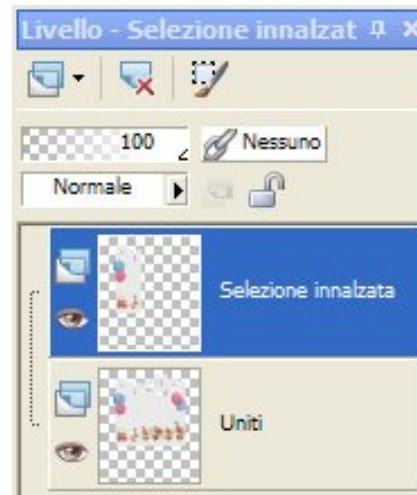 Livello - Selezione innalzat
100
Nessuno
Normale
Selezione innalzata
Uniti